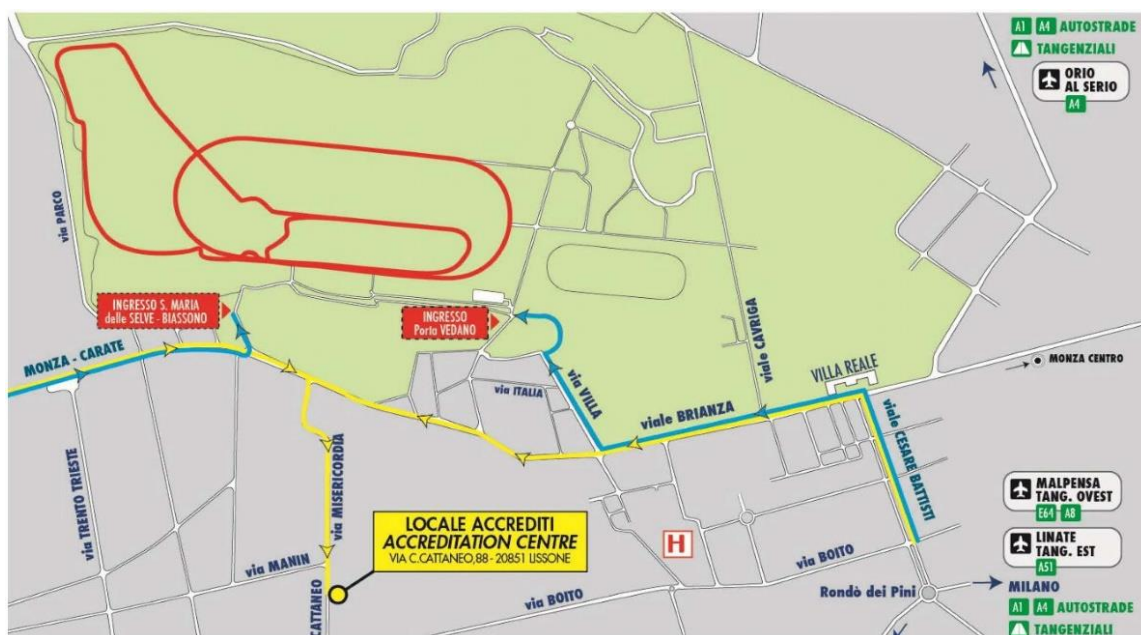 A1 A4 AUTOSTRADE
TANGENZIALI
ORIO
AL SERIO
A4
via PARCO
INGRESSO S. MARIA
delle SELVE - BIASSONO
INGRESSO
Porta VEDANO
MONZA - CARATE
viale CAVRIGA
VILLA REALE
MONZA CENTRO
via ITALIA
via VILLA
viale BRIANZA
viale CESARE BATTISTI
via TRENTO TRIESTE
via MISERICORDIA
LOCALE ACCREDITI
ACCREDITATION CENTRE
VIA C.CATTANEO,88 - 20851 LISSONE
H
MALPENSA
TANG. OVEST
E64 A8
LINATE
TANG. EST
A51
via MANIN
CATTANEO
via BOITO
via BOITO
Rondò dei Pini
MILANO
A1 A4 AUTOSTRADE
TANGENZIALI